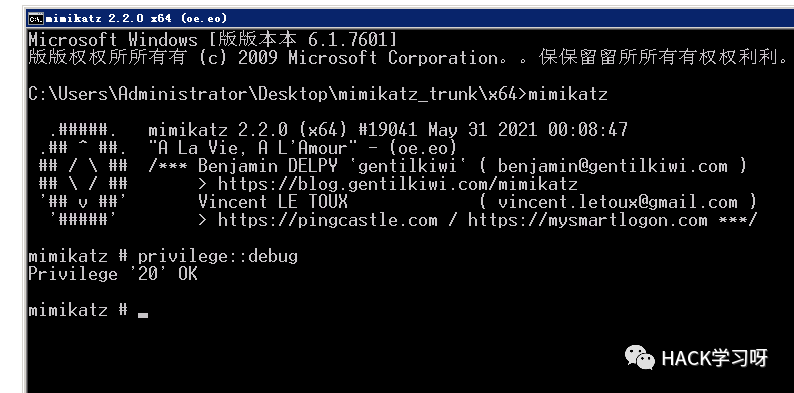 mimikatz 2.2.0 x64 (oe.eo)
Microsoft Windows [版版本本 6.1.7601]
版版权权所所有有 (c) 2009 Microsoft Corporation。。保保留留所所有有权权利利。
C:\Users\Administrator\Desktop\mimikatz_trunk\x64>mimikatz
.#####.   mimikatz 2.2.0 (x64) #19041 May 31 2021 00:08:47
.## ^ ##.  "A La Vie, A L'Amour" - (oe.eo)
## / \ ##  /*** Benjamin DELPY `gentilkiwi` ( benjamin@gentilkiwi.com )
## \ / ##       > https://blog.gentilkiwi.com/mimikatz
'## v ##'       Vincent LE TOUX             ( vincent.letoux@gmail.com )
'#####'        > https://pingcastle.com / https://mysmartlogon.com ***/
mimikatz # privilege::debug
Privilege '20' OK
mimikatz # _
HACK学习呀